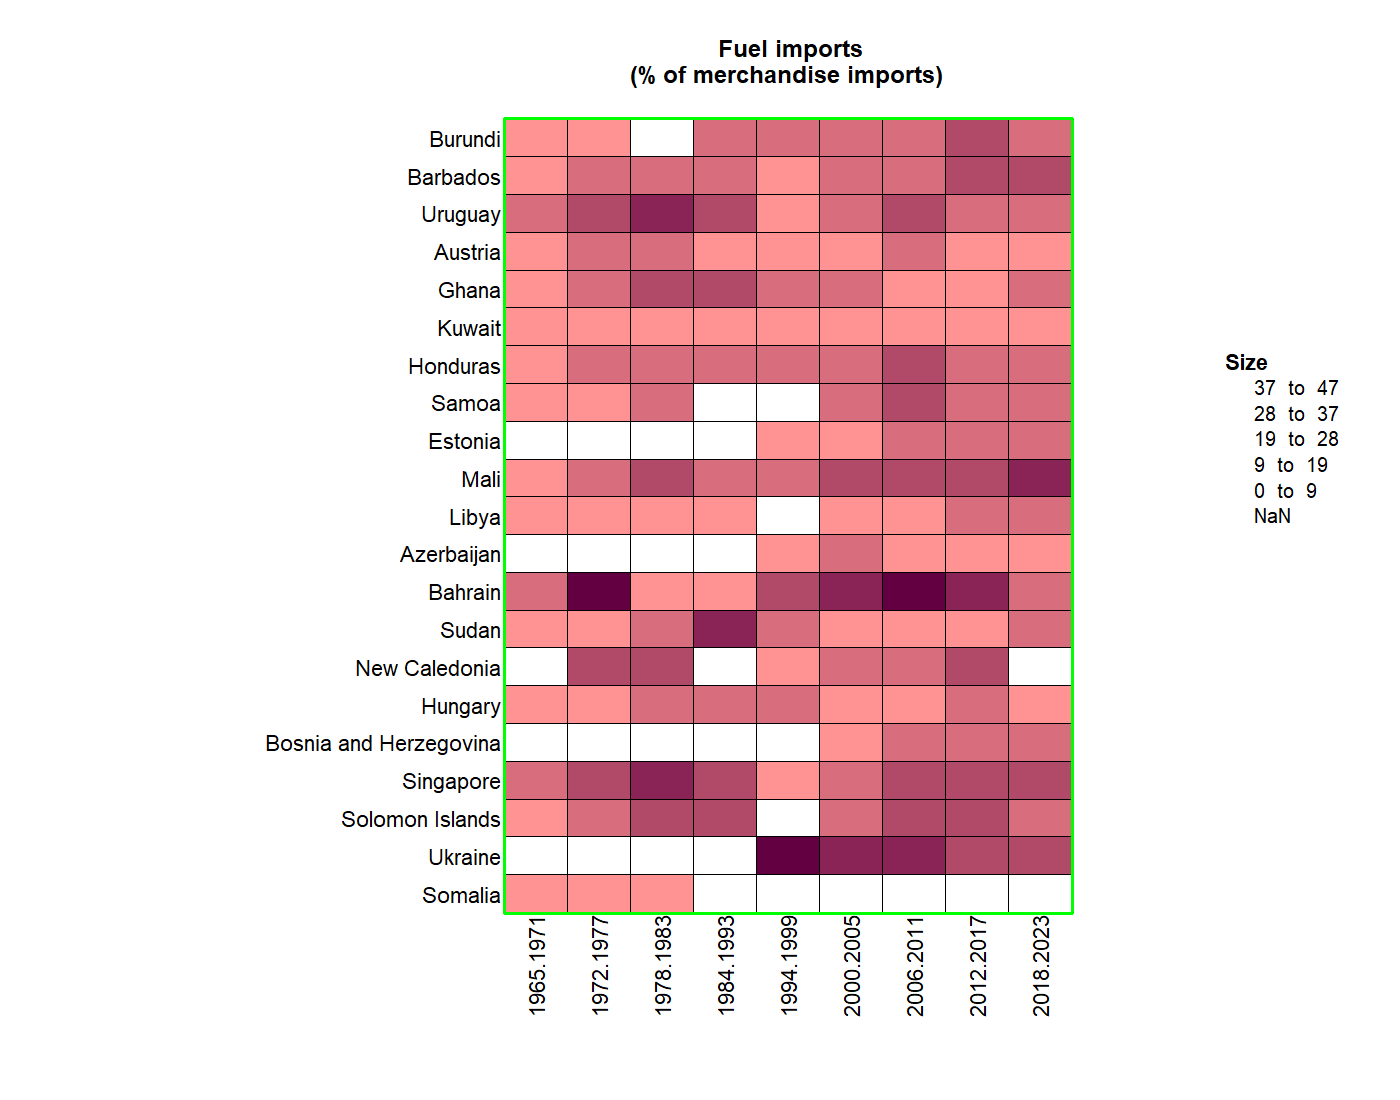 Fuel imports
(% of merchandise imports)
Burundi
Barbados
Uruguay
Austria
Ghana
Kuwait
Honduras
Samoa
Estonia
Mali
Libya
Azerbaijan
Bahrain
Sudan
New Caledonia
Hungary
Bosnia and Herzegovina
Singapore
Solomon Islands
Ukraine
Somalia
1965.1971
1972.1977
1978.1983
1984.1993
1994.1999
2000.2005
2006.2011
2012.2017
2018.2023
Size
37 to 47
28 to 37
19 to 28
9 to 19
0 to 9
NaN